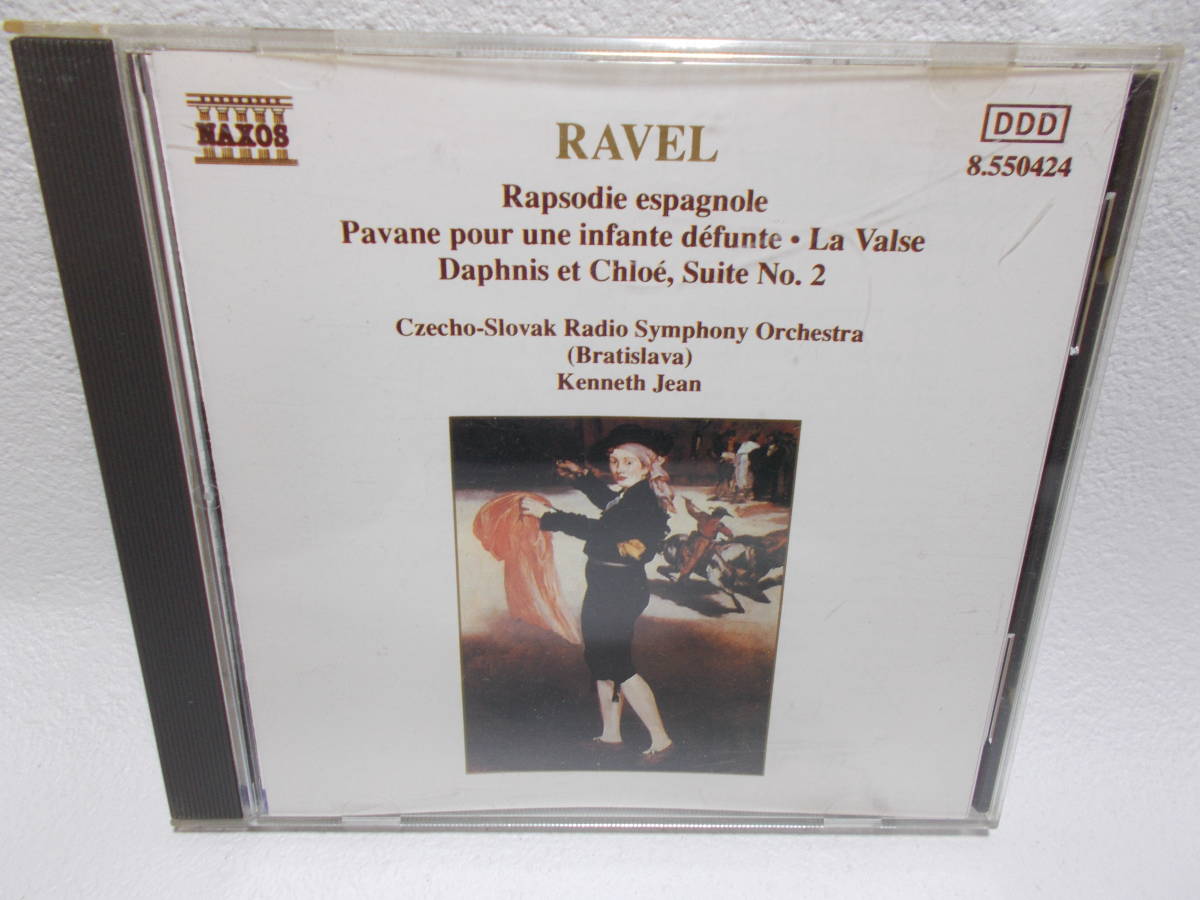 NAXOS
DDD
8.550424
RAVEL
Rapsodie espagnole
Pavane pour une infante défunte • La Valse
Daphnis et Chloé, Suite No. 2
Czecho-Slovak Radio Symphony Orchestra
(Bratislava)
Kenneth Jean